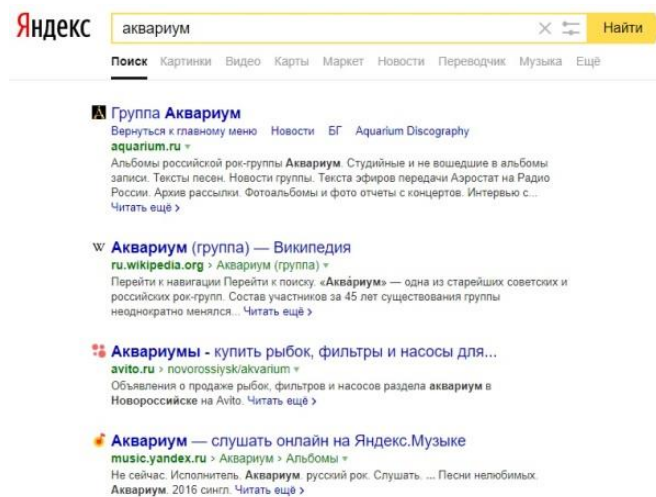 Яндекс
аквариум
Найти
Поиск Картинки Видео Карты Маркет Новости Переводчик Музыка Ещё
Группа Аквариум
Вернуться к главному меню Новости БГ Aquarium Discography
aquarium.ru
Альбомы российской рок-группы Аквариум. Студийные и не вошедшие в альбомы
записи. Тексты песен. Новости группы. Текста эфиров передачи Аэростат на Радио
России. Архив рассылки. Фотоальбомы и фото отчеты с концертов. Интервью с...
Читать ещё >
W Аквариум (группа) — Википедия
ru.wikipedia.org > Аквариум (группа)
Перейти к навигации Перейти к поиску. «Аква́риум» — одна из старейших советских и
российских рок-групп. Состав участников за 45 лет существования группы
неоднократно менялся... Читать ещё >
Аквариумы - купить рыбок, фильтры и насосы для...
avito.ru > novorossiysk/akvarium
Объявления о продаже рыбок, фильтров и насосов раздела аквариум в
Новороссийске на Avito. Читать ещё >
Аквариум — слушать онлайн на Яндекс.Музыке
music.yandex.ru > Аквариум > Альбомы
Не сейчас. Исполнитель. Аквариум. русский рок. Слушать. ... Песни нелюбимых.
Аквариум. 2016 сингл. Читать ещё >